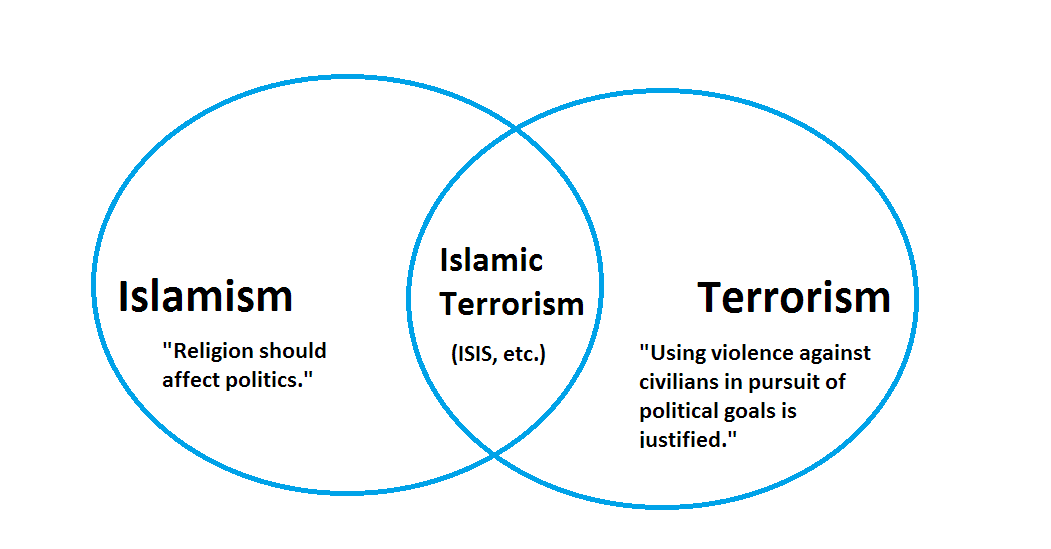 Islamism
"Religion should
affect politics."
Islamic
Terrorism
(ISIS, etc.)
Terrorism
"Using violence against
civilians in pursuit of
political goals is
justified."